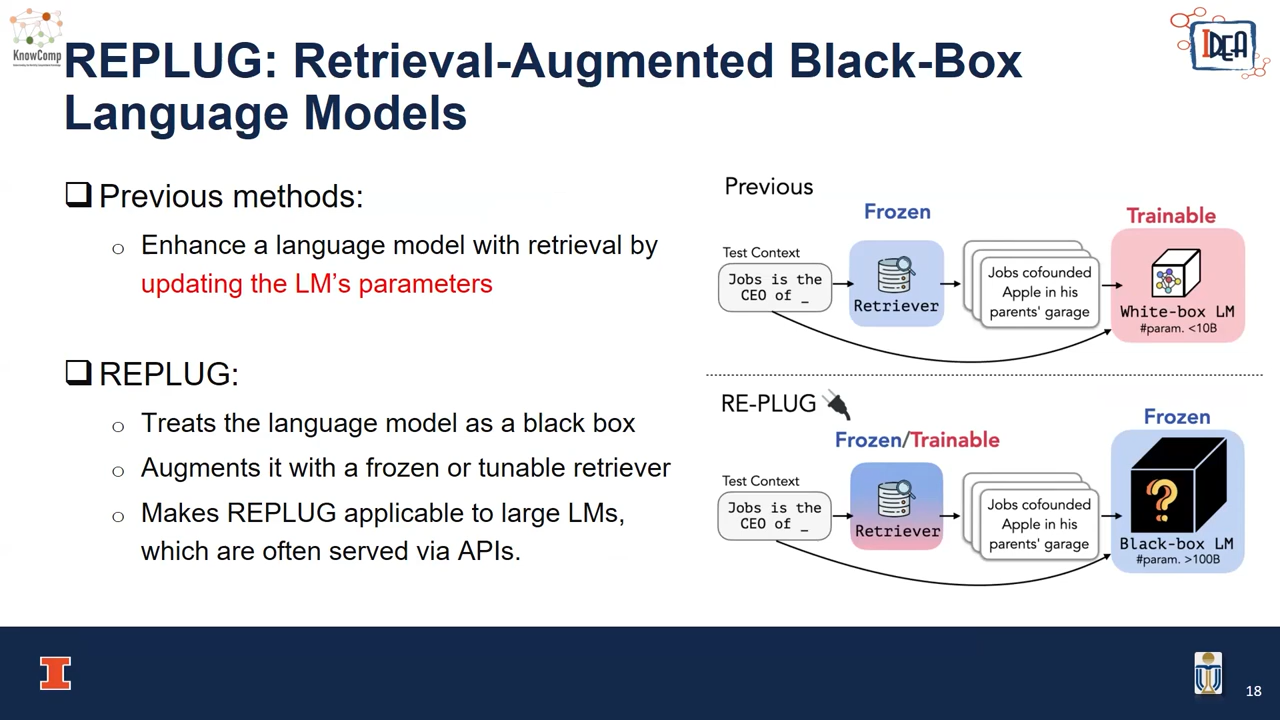 KnowComp
IDEA
REPLUG: Retrieval-Augmented Black-Box
Language Models
Previous methods:
Enhance a language model with retrieval by
updating the LM's parameters
REPLUG:
Treats the language model as a black box
Augments it with a frozen or tunable retriever
Makes REPLUG applicable to large LMs,
which are often served via APIs.
Previous
Frozen
Trainable
Test Context
Jobs is the
CEO of _
Retriever
Jobs cofounded
Apple in his
parents' garage
White-box LM
#param. <10B
RE-PLUG
Frozen/Trainable
Frozen
Test Context
Jobs is the
CEO of _
Retriever
Jobs cofounded
Apple in his
parents' garage
?
Black-box LM
#param. >100B
I
18